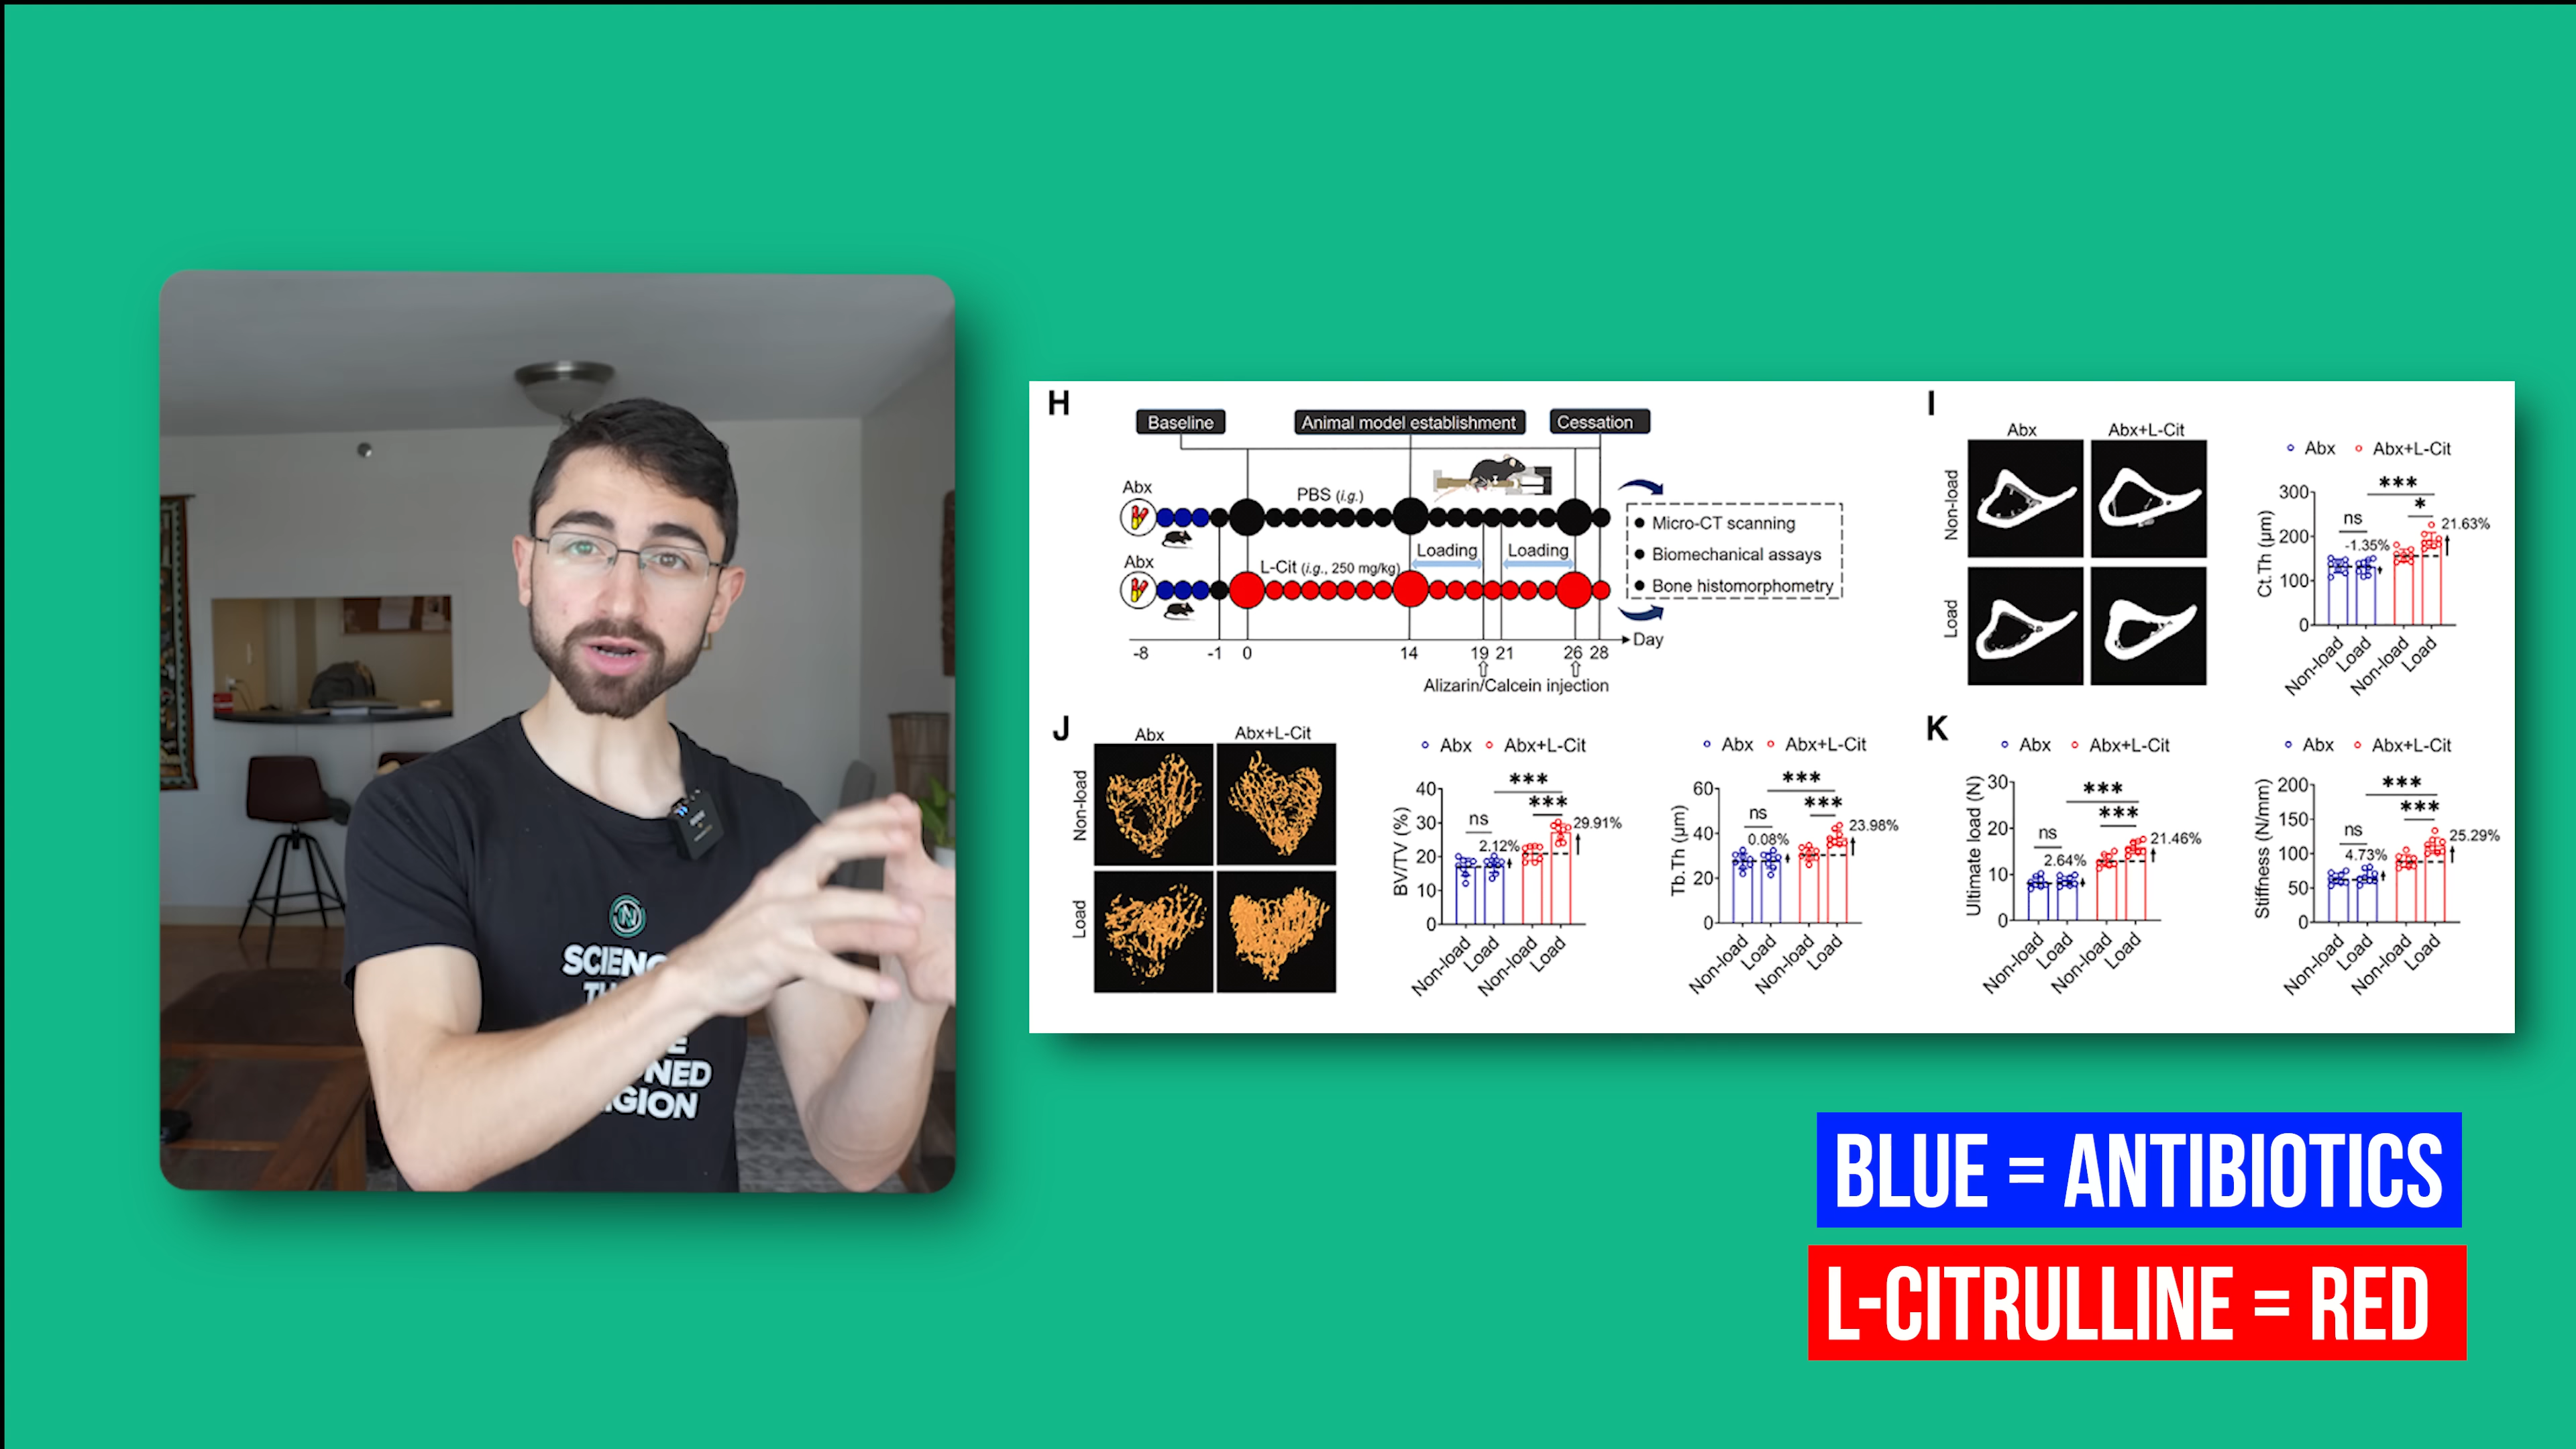 SCIENC
NED
GION
H
Baseline
Animal model establishment
Cessation
Abx
PBS (i.g.)
Abx
L-Cit (i.g., 250 mg/kg)
Loading
Loading
● Micro-CT scanning
● Biomechanical assays
● Bone histomorphometry
Day
-8 -1 0 14 19 21 26 28
Alizarin/Calcein injection
I
Abx Abx+L-Cit
Non-load
Load
Abx Abx+L-Cit
Ct.Th (μm)
300
200
100
0
ns
-1.35%
***
*
21.63%
Non-load Load Non-load Load
J
Abx Abx+L-Cit
Non-load
Load
Abx Abx+L-Cit
BV/TV (%)
40
30
20
10
0
ns
2.12%
***
***
29.91%
Non-load Load Non-load Load
Abx Abx+L-Cit
Tb.Th (μm)
60
40
20
0
ns
0.08%
***
***
23.98%
Non-load Load Non-load Load
K
Abx Abx+L-Cit
Ultimate load (N)
30
20
10
0
ns
2.64%
***
***
21.46%
Non-load Load Non-load Load
Abx Abx+L-Cit
Stiffness (N/mm)
200
150
100
50
0
ns
4.73%
***
***
25.29%
Non-load Load Non-load Load
BLUE = ANTIBIOTICS
L-CITRULLINE = RED